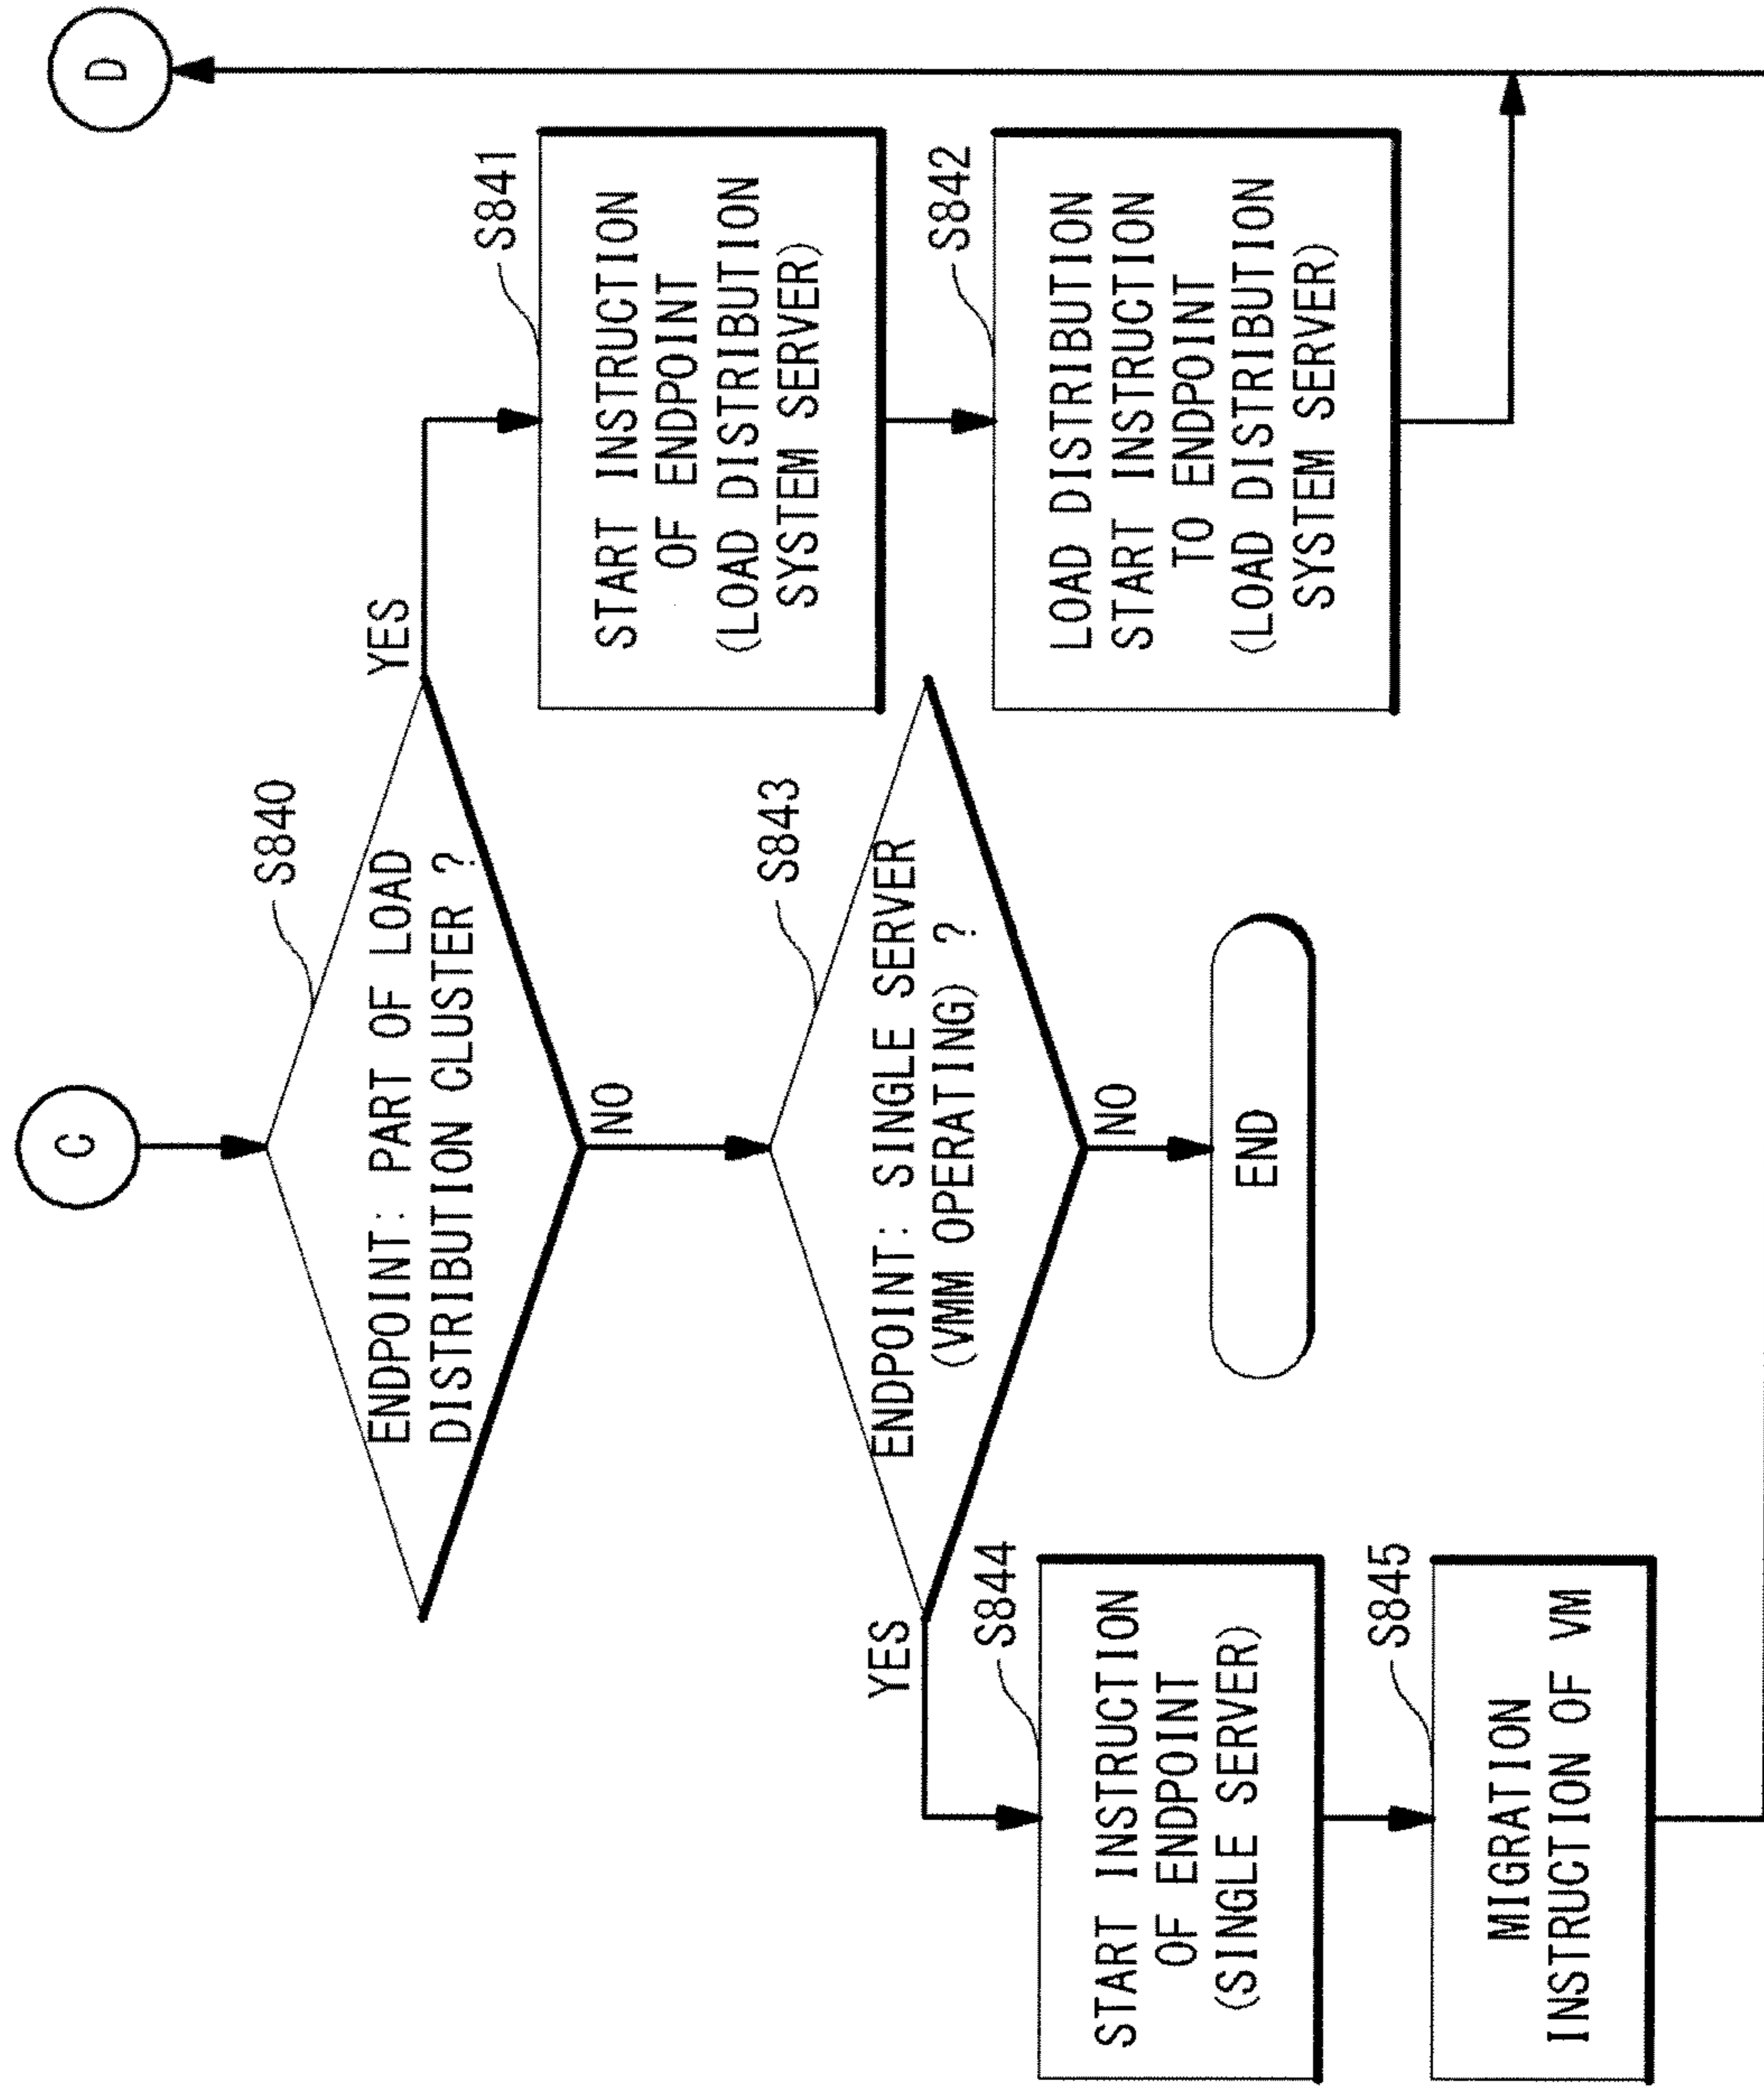 C
D
S840
ENDPOINT: PART OF LOAD
DISTRIBUTION CLUSTER ?
YES
NO
S841
START INSTRUCTION
OF ENDPOINT
(LOAD DISTRIBUTION
SYSTEM SERVER)
S842
LOAD DISTRIBUTION
START INSTRUCTION
TO ENDPOINT
(LOAD DISTRIBUTION
SYSTEM SERVER)
S843
ENDPOINT: SINGLE SERVER
(VMM OPERATING) ?
YES
NO
END
S844
START INSTRUCTION
OF ENDPOINT
(SINGLE SERVER)
S845
MIGRATION
INSTRUCTION OF VM